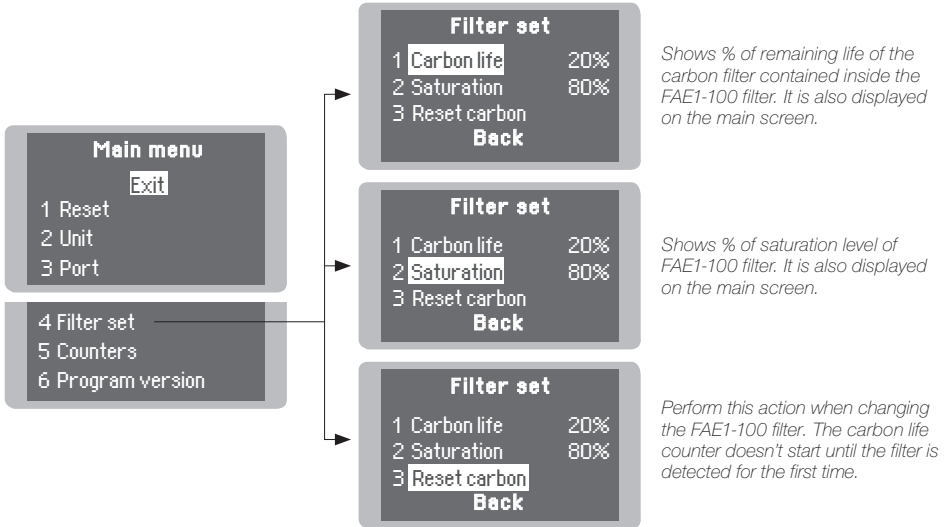 Main menu
Exit
1 Reset
2 Unit
3 Port
4 Filter set
5 Counters
6 Program version
Filter set
1 Carbon life 20%
2 Saturation 80%
3 Reset carbon
Back
Shows % of remaining life of the
carbon filter contained inside the
FAE1-100 filter. It is also displayed
on the main screen.
Filter set
1 Carbon life 20%
2 Saturation 80%
3 Reset carbon
Back
Shows % of saturation level of
FAE1-100 filter. It is also displayed
on the main screen.
Filter set
1 Carbon life 20%
2 Saturation 80%
3 Reset carbon
Back
Perform this action when changing
the FAE1-100 filter. The carbon life
counter doesn't start until the filter is
detected for the first time.